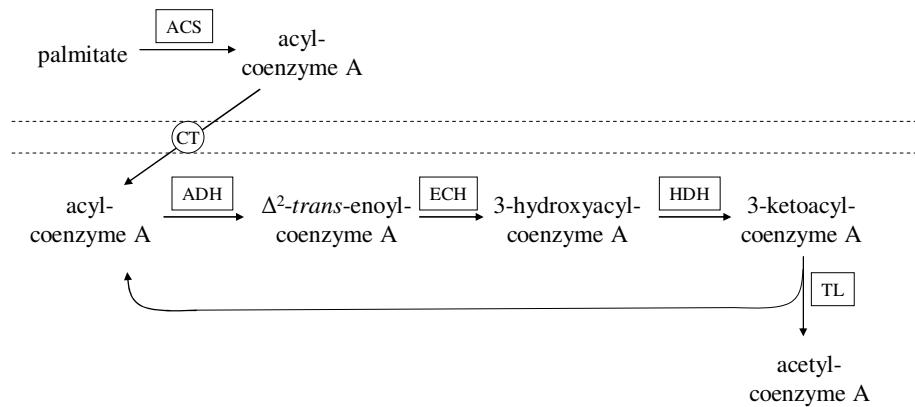 ACS
palmitate
acyl-
coenzyme A
CT
acyl-
coenzyme A
ADH
Δ²-trans-enoyl-
coenzyme A
ECH
3-hydroxyacyl-
coenzyme A
HDH
3-ketoacyl-
coenzyme A
TL
acetyl-
coenzyme A